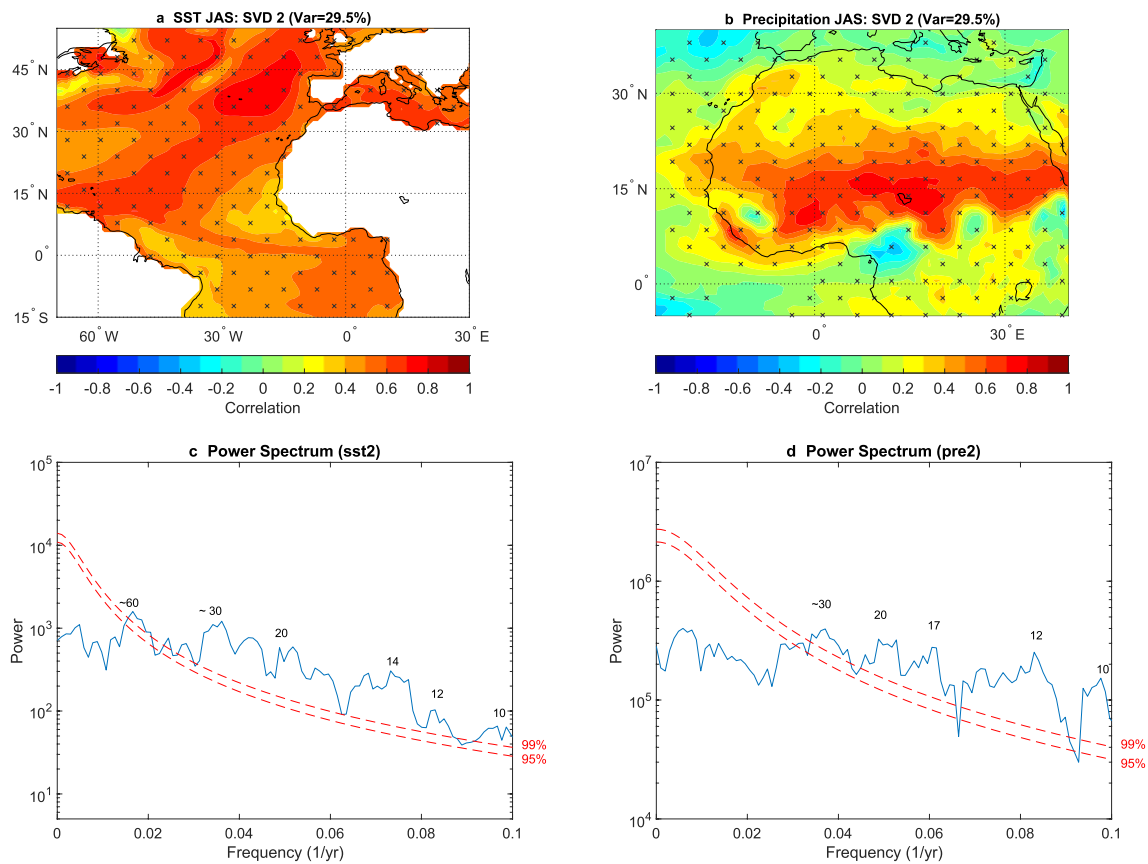 a SST JAS: SVD 2 (Var=29.5%)
45° N
30° N
15° N
0°
15° S
60° W
30° W
0°
30° E
-1 -0.8 -0.6 -0.4 -0.2 0 0.2 0.4 0.6 0.8 1
Correlation
b Precipitation JAS: SVD 2 (Var=29.5%)
30° N
15° N
0°
0°
30° E
-1 -0.8 -0.6 -0.4 -0.2 0 0.2 0.4 0.6 0.8 1
Correlation
c Power Spectrum (sst2)
Power
10^5
10^4
10^3
10^2
10^1
~60
~ 30
20
14
12
10
99%
95%
0 0.02 0.04 0.06 0.08 0.1
Frequency (1/yr)
d Power Spectrum (pre2)
Power
10^7
10^6
10^5
10^4
~30
20
17
12
10
99%
95%
0 0.02 0.04 0.06 0.08 0.1
Frequency (1/yr)